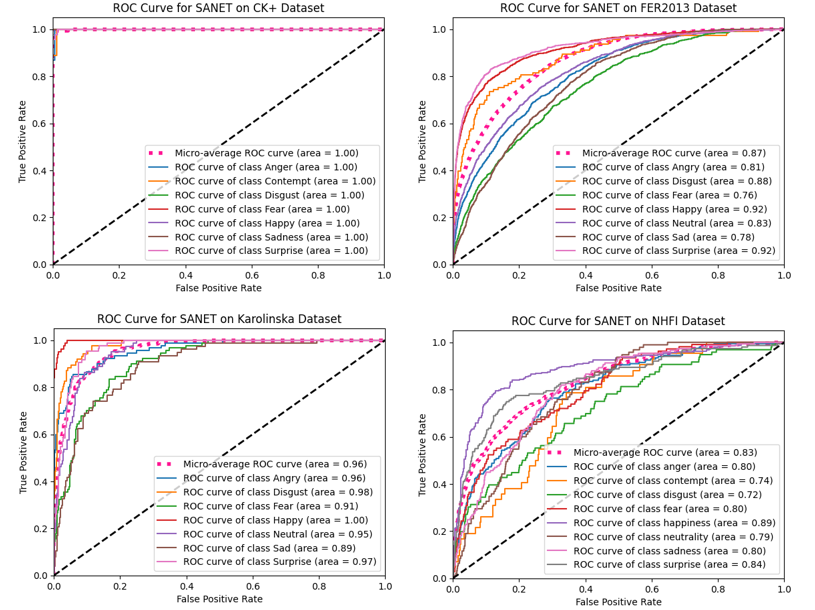 ROC Curve for SANET on CK+ Dataset
True Positive Rate
1.0
0.8
0.6
0.4
0.2
0.0
Micro-average ROC curve (area = 1.00)
ROC curve of class Anger (area = 1.00)
ROC curve of class Contempt (area = 1.00)
ROC curve of class Disgust (area = 1.00)
ROC curve of class Fear (area = 1.00)
ROC curve of class Happy (area = 1.00)
ROC curve of class Sadness (area = 1.00)
ROC curve of class Surprise (area = 1.00)
0.0 0.2 0.4 0.6 0.8 1.0
False Positive Rate
ROC Curve for SANET on FER2013 Dataset
True Positive Rate
1.0
0.8
0.6
0.4
0.2
0.0
Micro-average ROC curve (area = 0.87)
ROC curve of class Angry (area = 0.81)
ROC curve of class Disgust (area = 0.88)
ROC curve of class Fear (area = 0.76)
ROC curve of class Happy (area = 0.92)
ROC curve of class Neutral (area = 0.83)
ROC curve of class Sad (area = 0.78)
ROC curve of class Surprise (area = 0.92)
0.0 0.2 0.4 0.6 0.8 1.0
False Positive Rate
ROC Curve for SANET on Karolinska Dataset
True Positive Rate
1.0
0.8
0.6
0.4
0.2
0.0
Micro-average ROC curve (area = 0.96)
ROC curve of class Angry (area = 0.96)
ROC curve of class Disgust (area = 0.98)
ROC curve of class Fear (area = 0.91)
ROC curve of class Happy (area = 1.00)
ROC curve of class Neutral (area = 0.95)
ROC curve of class Sad (area = 0.89)
ROC curve of class Surprise (area = 0.97)
0.0 0.2 0.4 0.6 0.8 1.0
False Positive Rate
ROC Curve for SANET on NHFI Dataset
True Positive Rate
1.0
0.8
0.6
0.4
0.2
0.0
Micro-average ROC curve (area = 0.83)
ROC curve of class anger (area = 0.80)
ROC curve of class contempt (area = 0.74)
ROC curve of class disgust (area = 0.72)
ROC curve of class fear (area = 0.80)
ROC curve of class happiness (area = 0.89)
ROC curve of class neutrality (area = 0.79)
ROC curve of class sadness (area = 0.80)
ROC curve of class surprise (area = 0.84)
0.0 0.2 0.4 0.6 0.8 1.0
False Positive Rate